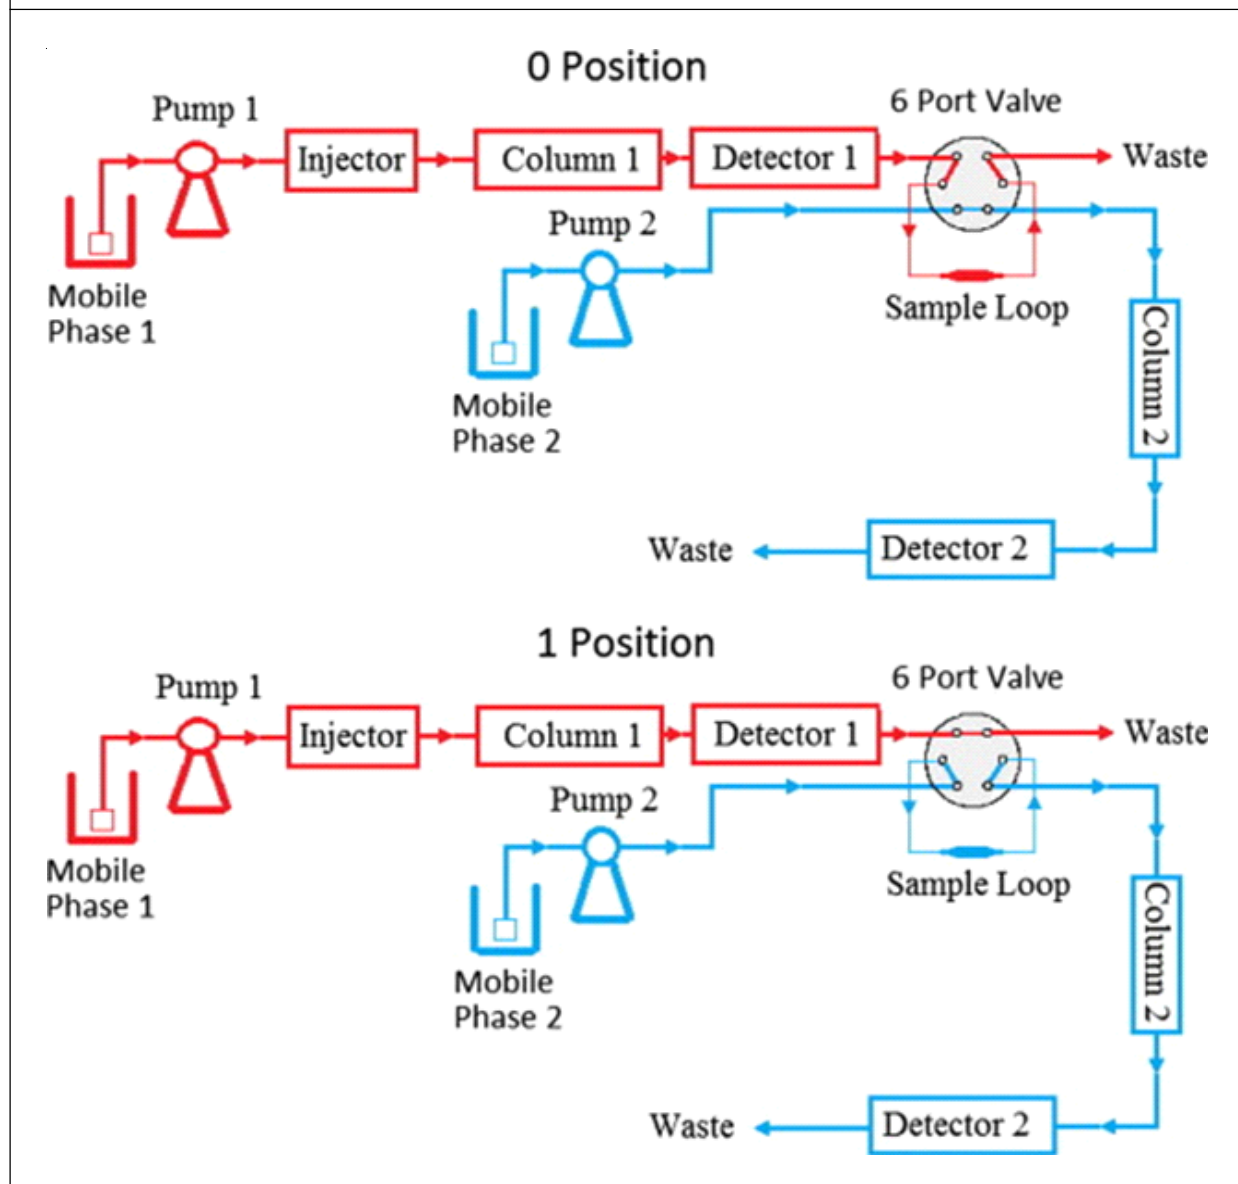 0 Position
Pump 1
6 Port Valve
Injector
Column 1
Detector 1
Waste
Pump 2
Mobile
Phase 1
Sample Loop
Column 2
Mobile
Phase 2
Waste
Detector 2
1 Position
Pump 1
6 Port Valve
Injector
Column 1
Detector 1
Waste
Pump 2
Mobile
Phase 1
Sample Loop
Column 2
Mobile
Phase 2
Waste
Detector 2